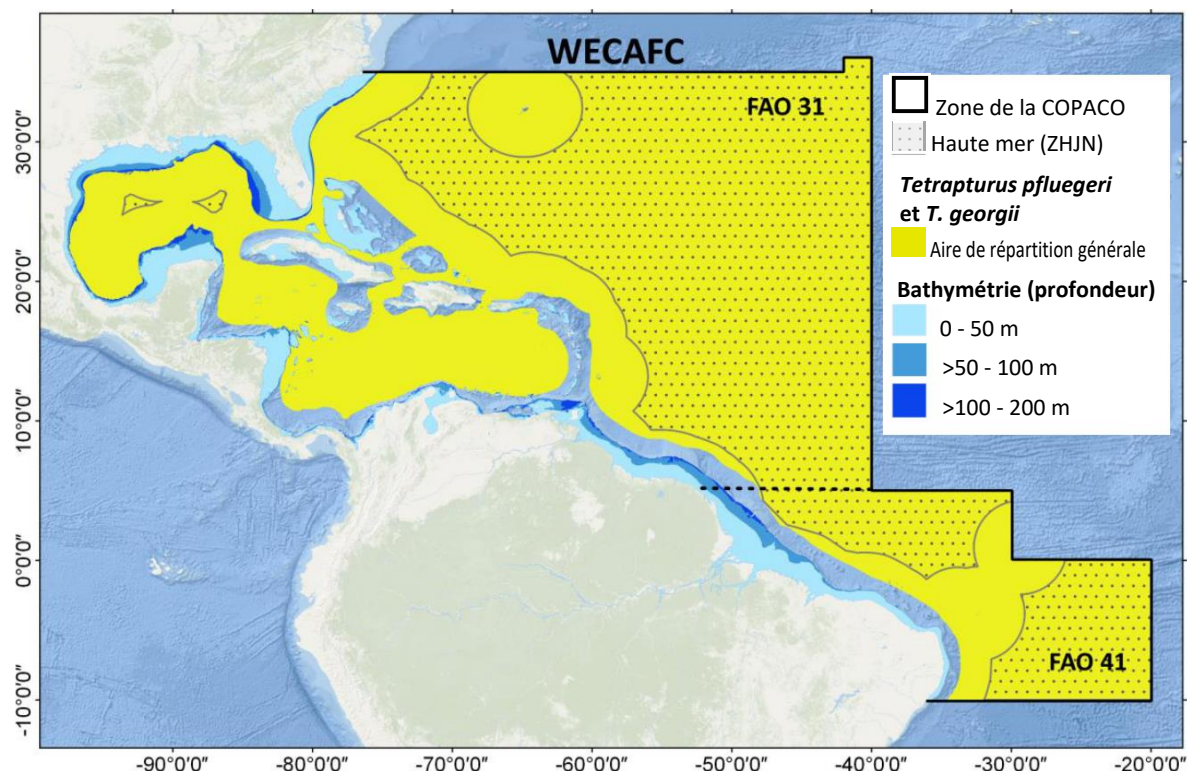 WECAFC
FAO 31
Zone de la COPACO
Haute mer (ZHJN)
Tetrapturus pfluegeri
et T. georgii
Aire de répartition générale
Bathymétrie (profondeur)
0 - 50 m
>50 - 100 m
>100 - 200 m
FAO 41
30°0'0"
20°0'0"
10°0'0"
0°0'0"
-10°0'0"
-90°0'0"
-80°0'0"
-70°0'0"
-60°0'0"
-50°0'0"
-40°0'0"
-30°0'0"
-20°0'0"